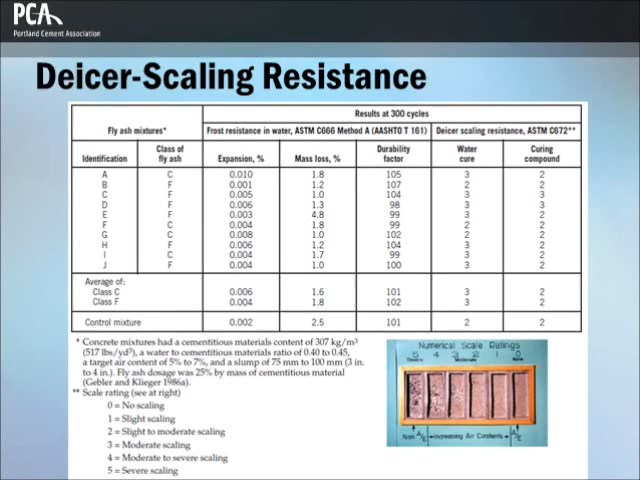 PCA
Portland Cement Association
Deicer-Scaling Resistance
Results at 300 cycles
Fly ash mixtures* Frost resistance in water, ASTM C666 Method A (AASHTO T 161) Deicer scaling resistance, ASTM C672**
Identification Class of fly ash Expansion, % Mass loss, % Durability factor Water cure Curing compound
A C 0.010 1.8 105 3 2
B F 0.001 1.2 107 2 2
C F 0.005 1.0 104 3 3
D F 0.006 1.3 98 3 3
E F 0.003 4.8 99 3 2
F C 0.004 1.8 99 2 2
G C 0.008 1.0 102 2 2
H F 0.006 1.2 104 3 2
I C 0.004 1.7 99 3 2
J F 0.004 1.0 100 3 2
Average of:
Class C 0.006 1.6 101 3 2
Class F 0.004 1.8 102 3 2
Control mixture 0.002 2.5 101 2 2
* Concrete mixtures had a cementitious materials content of 307 kg/m³
(517 lbs/yd³), a water to cementitious materials ratio of 0.40 to 0.45,
a target air content of 5% to 7%, and a slump of 75 mm to 100 mm (3 in.
to 4 in.). Fly ash dosage was 25% by mass of cementitious material
(Gebler and Klieger 1986a).
** Scale rating (see at right)
0 = No scaling
1 = Slight scaling
2 = Slight to moderate scaling
3 = Moderate scaling
4 = Moderate to severe scaling
5 = Severe scaling
Numerical Scale Ratings
5 4 3 2 1 0
Severe Moderate None
Non A/E Increasing Air Contents A/E